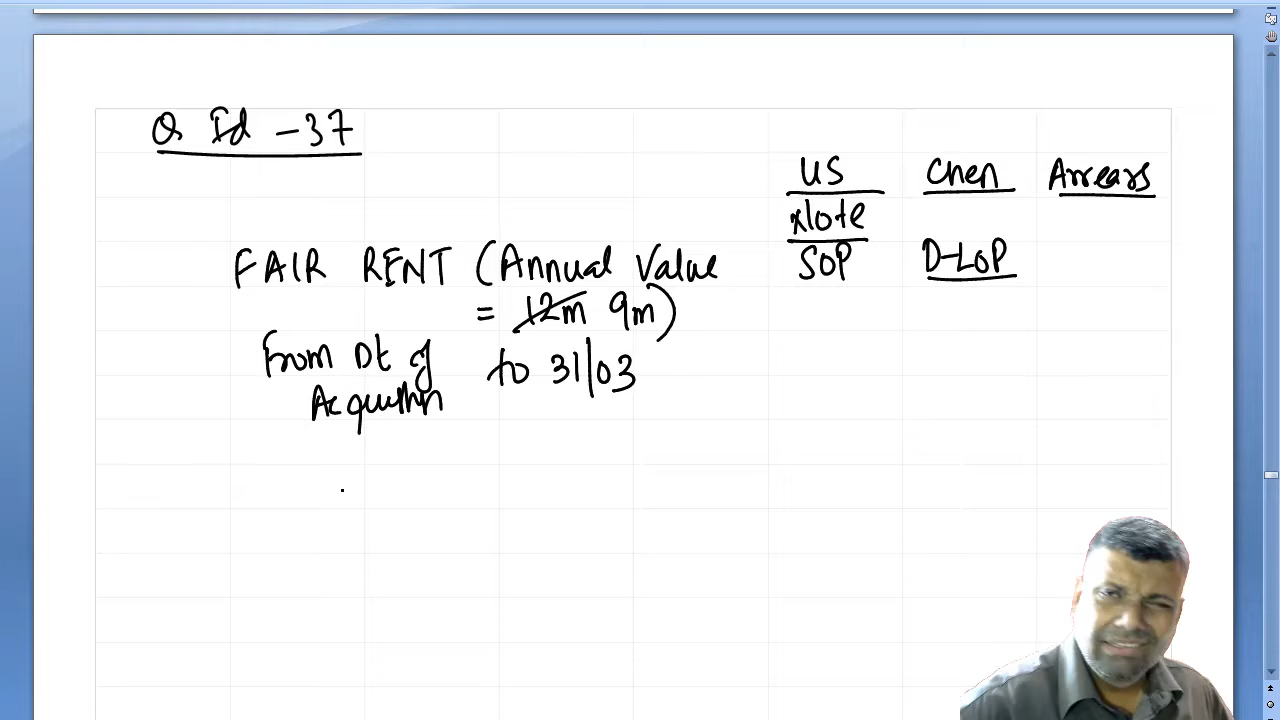 Q Id - 37
US Chen Arrears
xlote
FAIR RENT (Annual Value SOP D-LOP
= 12m 9m)
From Dt of to 31/03